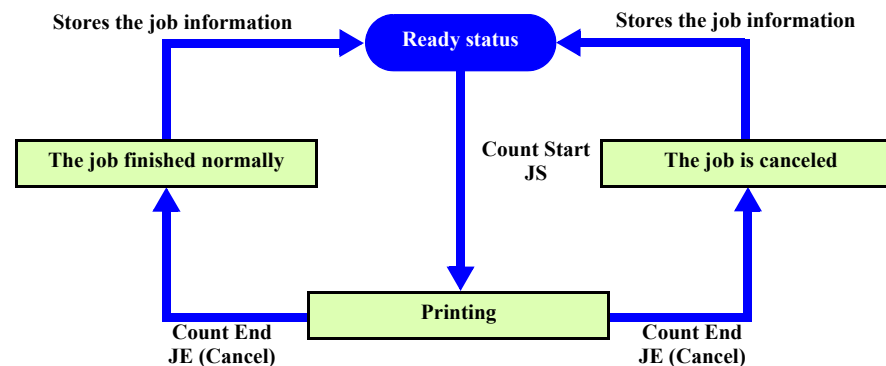 Stores the job information
Ready status
Stores the job information
The job finished normally
Count Start
JS
The job is canceled
Printing
Count End
JE (Cancel)
Count End
JE (Cancel)